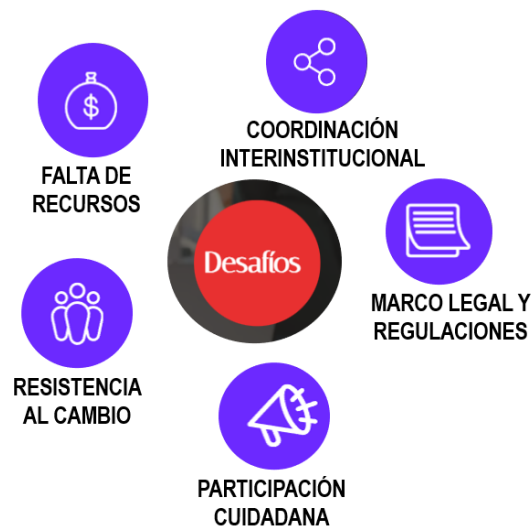 COORDINACIÓN
INTERINSTITUCIONAL
$
FALTA DE
RECURSOS
Desafíos
MARCO LEGAL Y
REGULACIONES
RESISTENCIA
AL CAMBIO
PARTICIPACIÓN
CUIDADANA